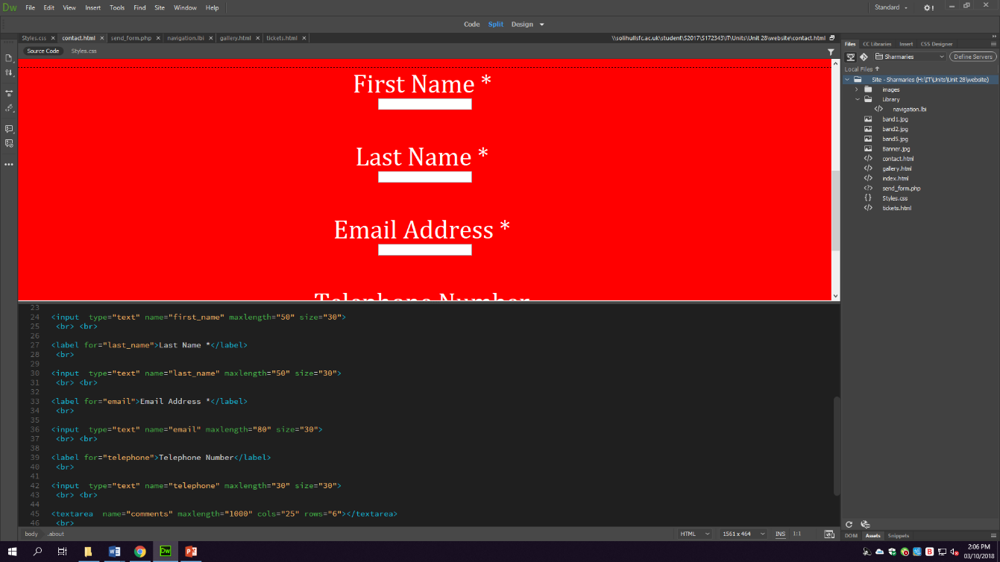 Dw File Edit View Insert Tools Find Site Window Help Standard
Code Split Design
Styles.css × contact.html × send_form.php × navigation.lbi × gallery.html × tickets.html × \\solihullsfc.ac.uk\student\S2017\S172343\IT\Units\Unit 28\website\contact.html
Source Code Styles.css
First Name *
Last Name *
Email Address *
Telephone Number
23
24 <input  type="text" name="first_name" maxlength="50" size="30">
25 <br> <br>
26
27 <label for="last_name">Last Name *</label>
28 <br>
29
30 <input  type="text" name="last_name" maxlength="50" size="30">
31 <br> <br>
32
33 <label for="email">Email Address *</label>
34 <br>
35
36 <input  type="text" name="email" maxlength="80" size="30">
37 <br> <br>
38
39 <label for="telephone">Telephone Number</label>
40 <br>
41
42 <input  type="text" name="telephone" maxlength="30" size="30">
43 <br> <br>
44
45 <textarea  name="comments" maxlength="1000" cols="25" rows="6"></textarea>
46 <br>
body .about HTML 1561 x 464 INS 1:1
Files CC Libraries Insert CSS Designer
Sharmaries Define Servers
Local Files
Site - Sharmaries (H:\IT\Units\Unit 28\website)
images
Library
navigation.lbi
band1.jpg
band2.jpg
band5.jpg
Banner.jpg
contact.html
gallery.html
index.html
send_form.php
Styles.css
tickets.html
DOM Assets Snippets
2:06 PM
03/10/2018